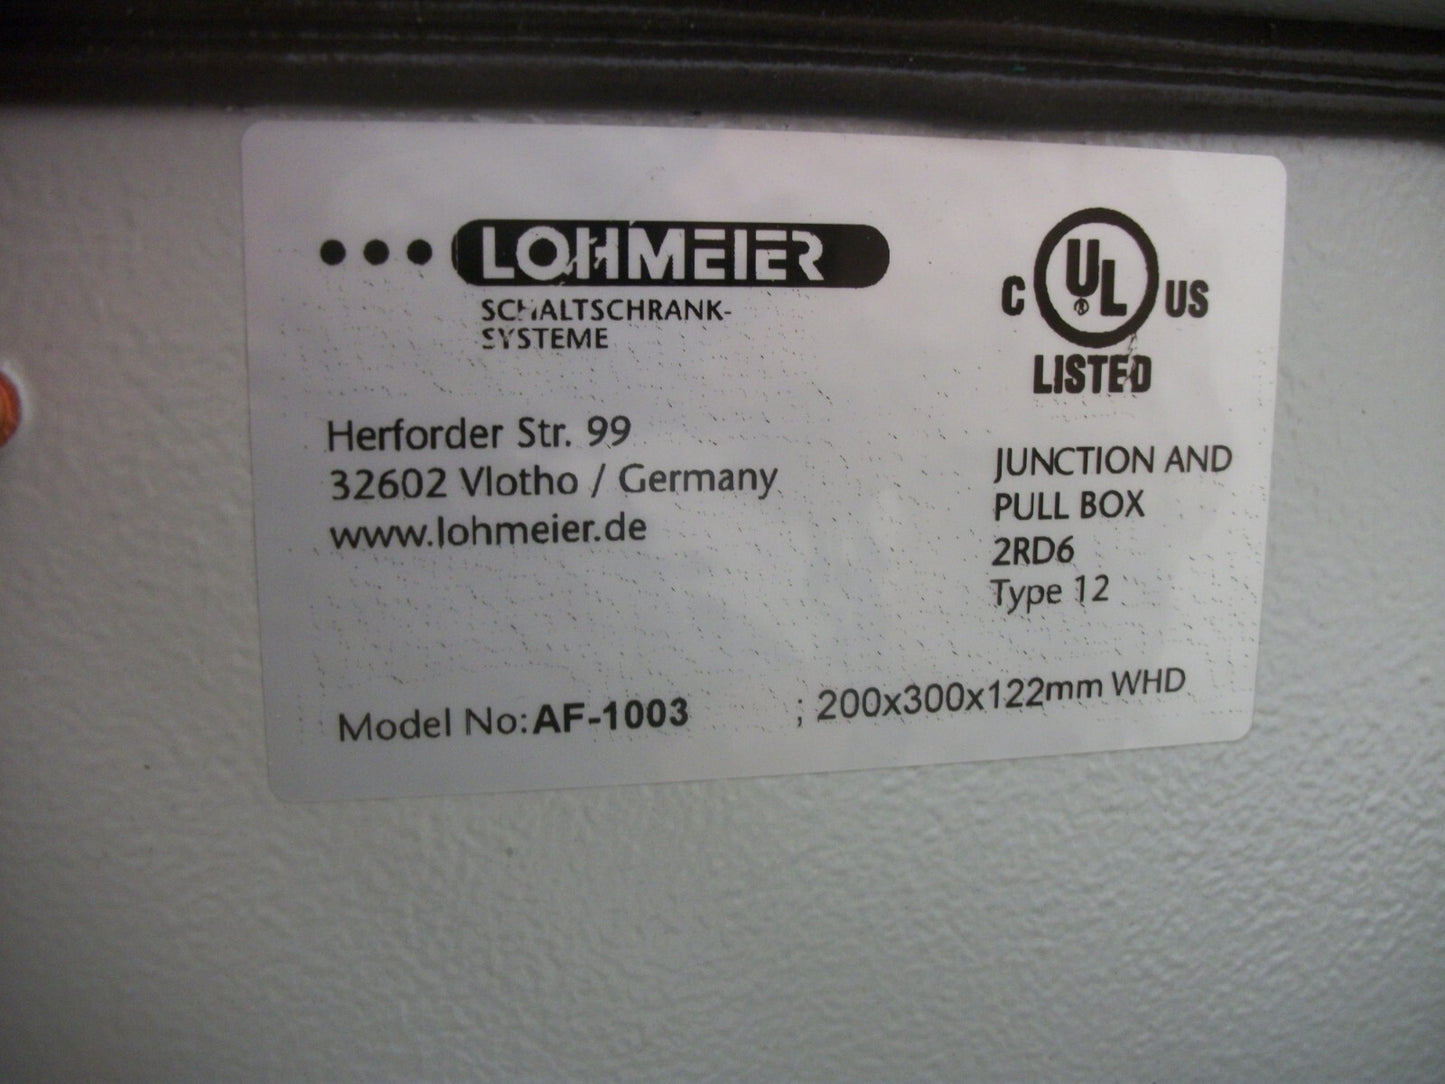 LOHMEIER
SCHALTSCHRANK-
SYSTEME
Herforder Str. 99
32602 Vlotho / Germany
www.lohmeier.de
C UL ® US
LISTED
JUNCTION AND
PULL BOX
2RD6
Type 12
Model No: AF-1003 ; 200x300x122mm WHD